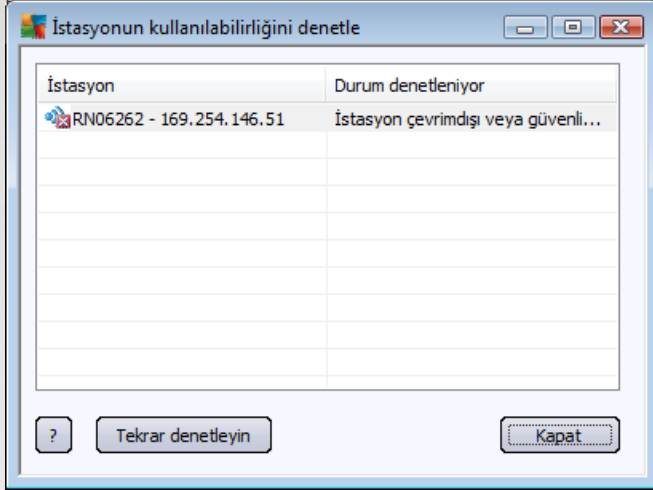 İstasyonun kullanılabilirliğini denetle
İstasyon Durum denetleniyor
RN06262 - 169.254.146.51 İstasyon çevrimdışı veya güvenli...
? Tekrar denetleyin Kapat